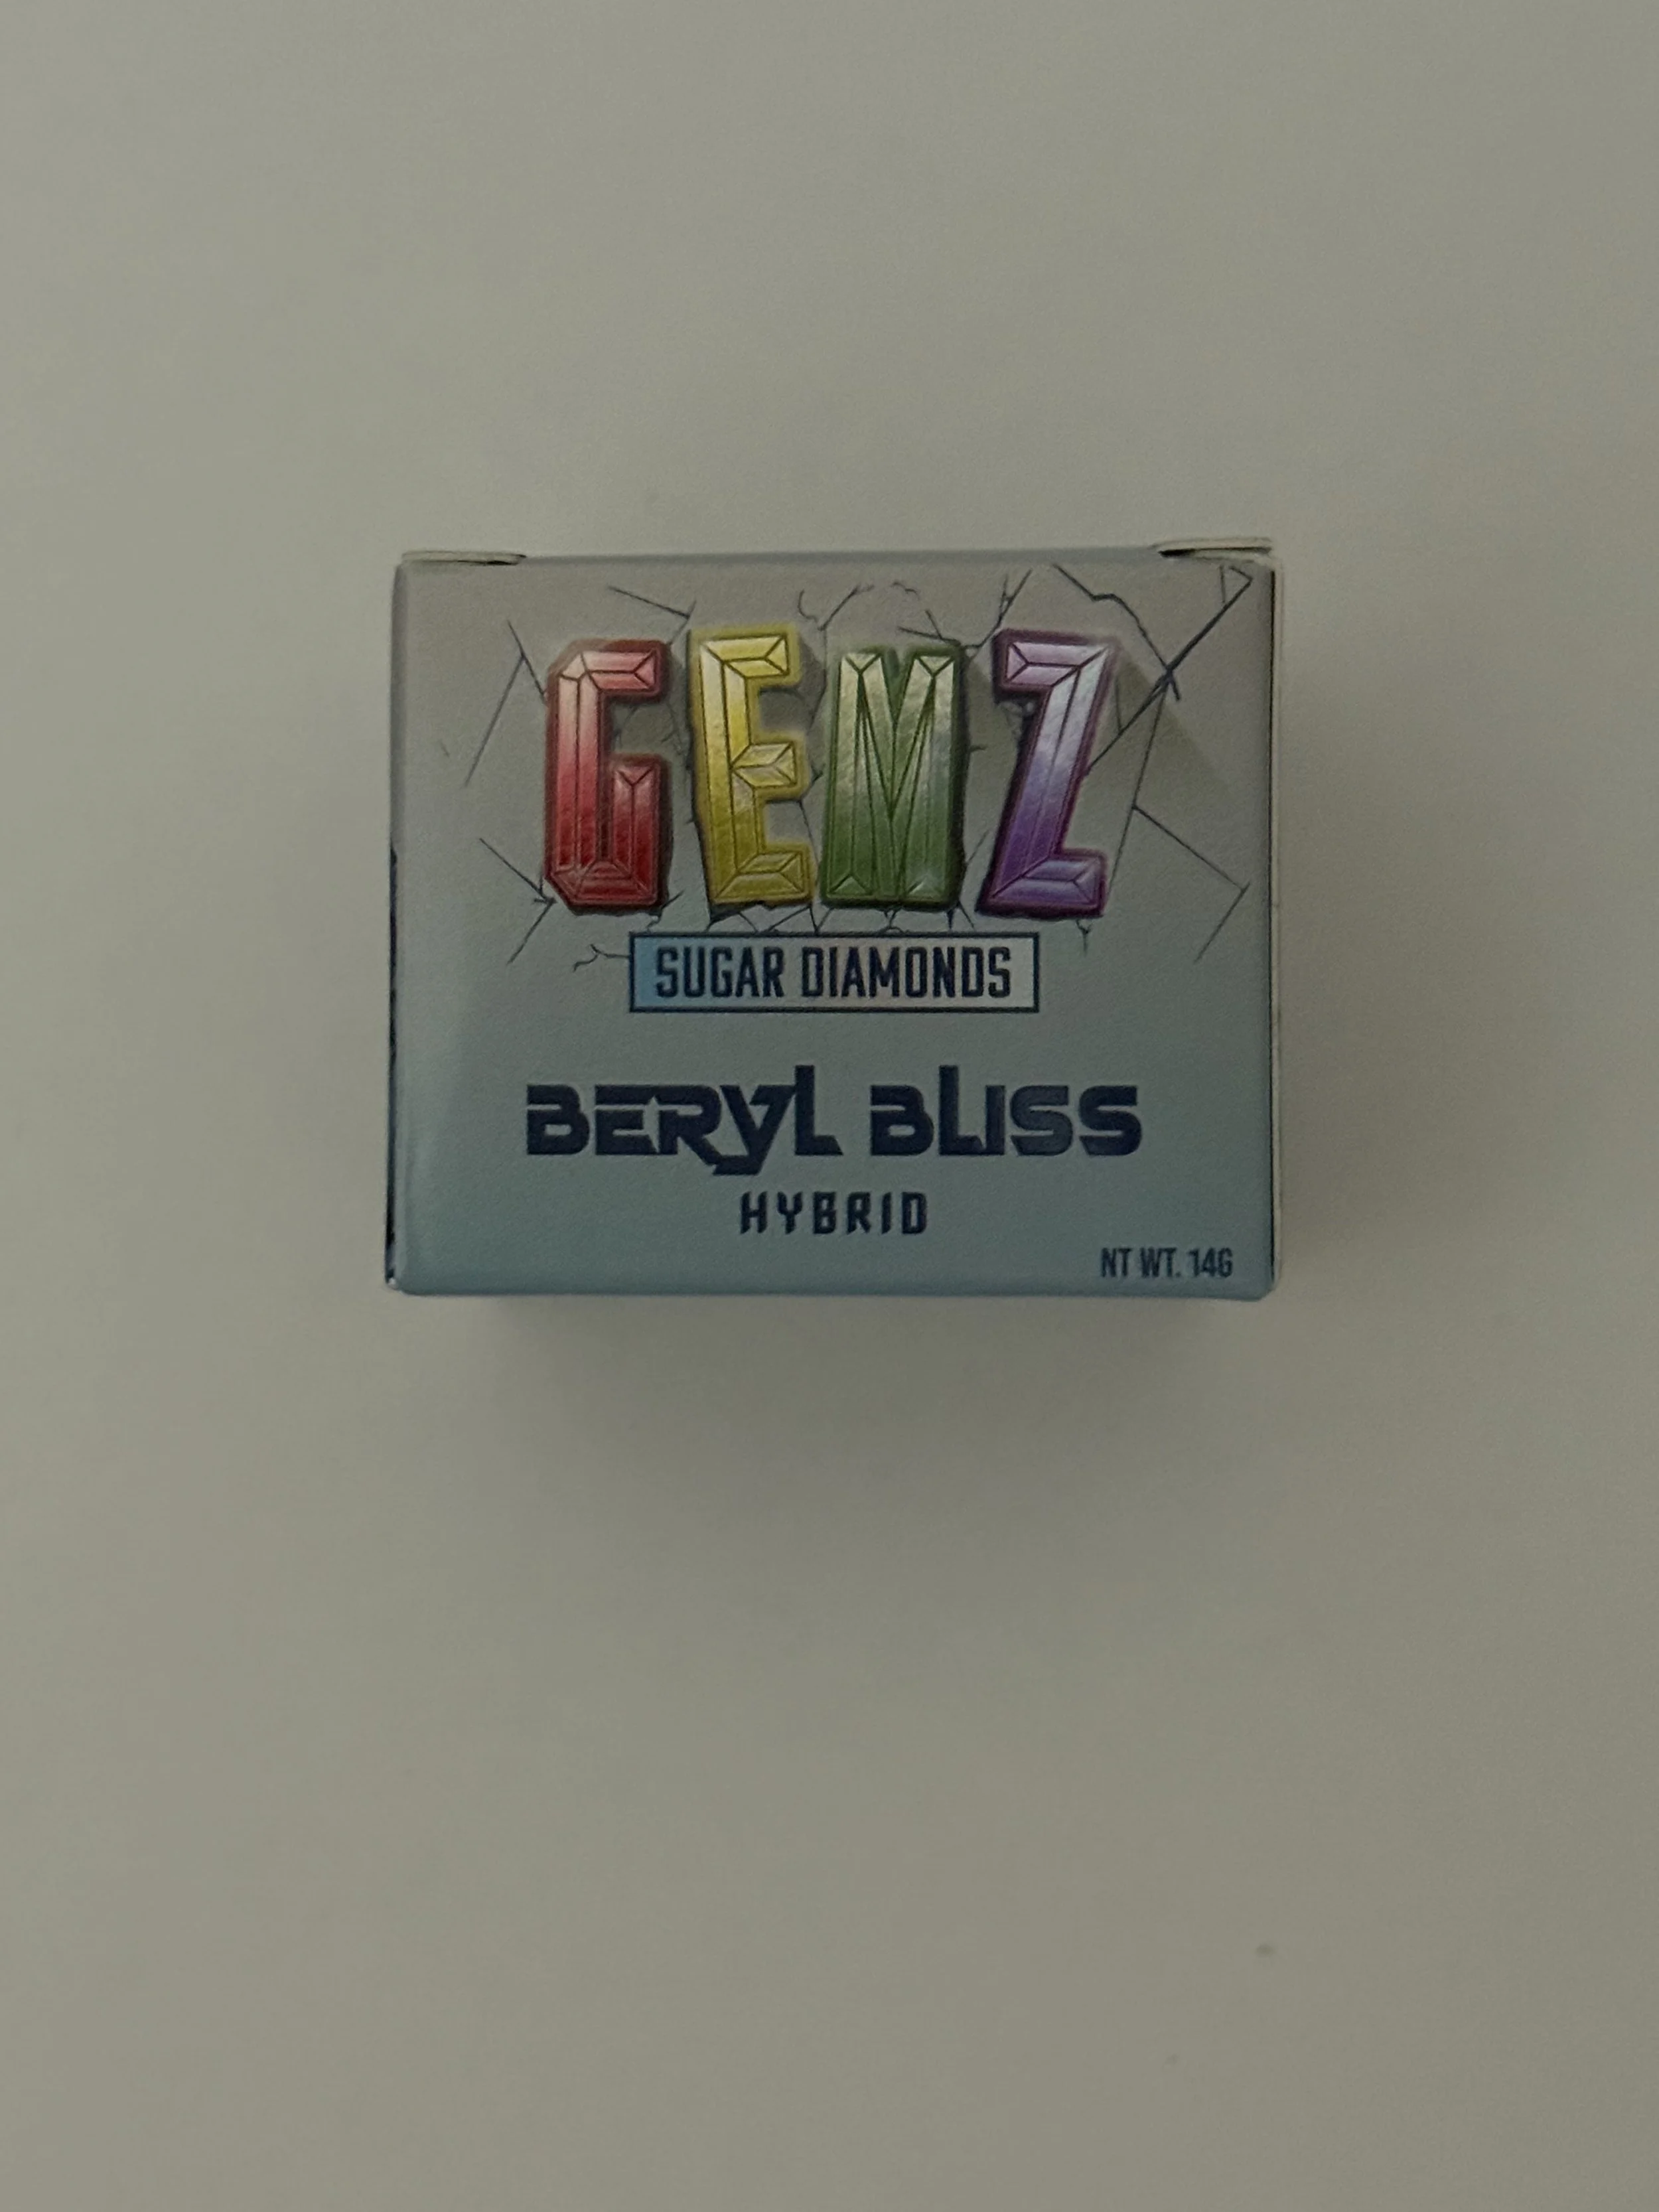 GEMZ
SUGAR DIAMONDS
BERYL BLISS
HYBRID
NT WT. 14G